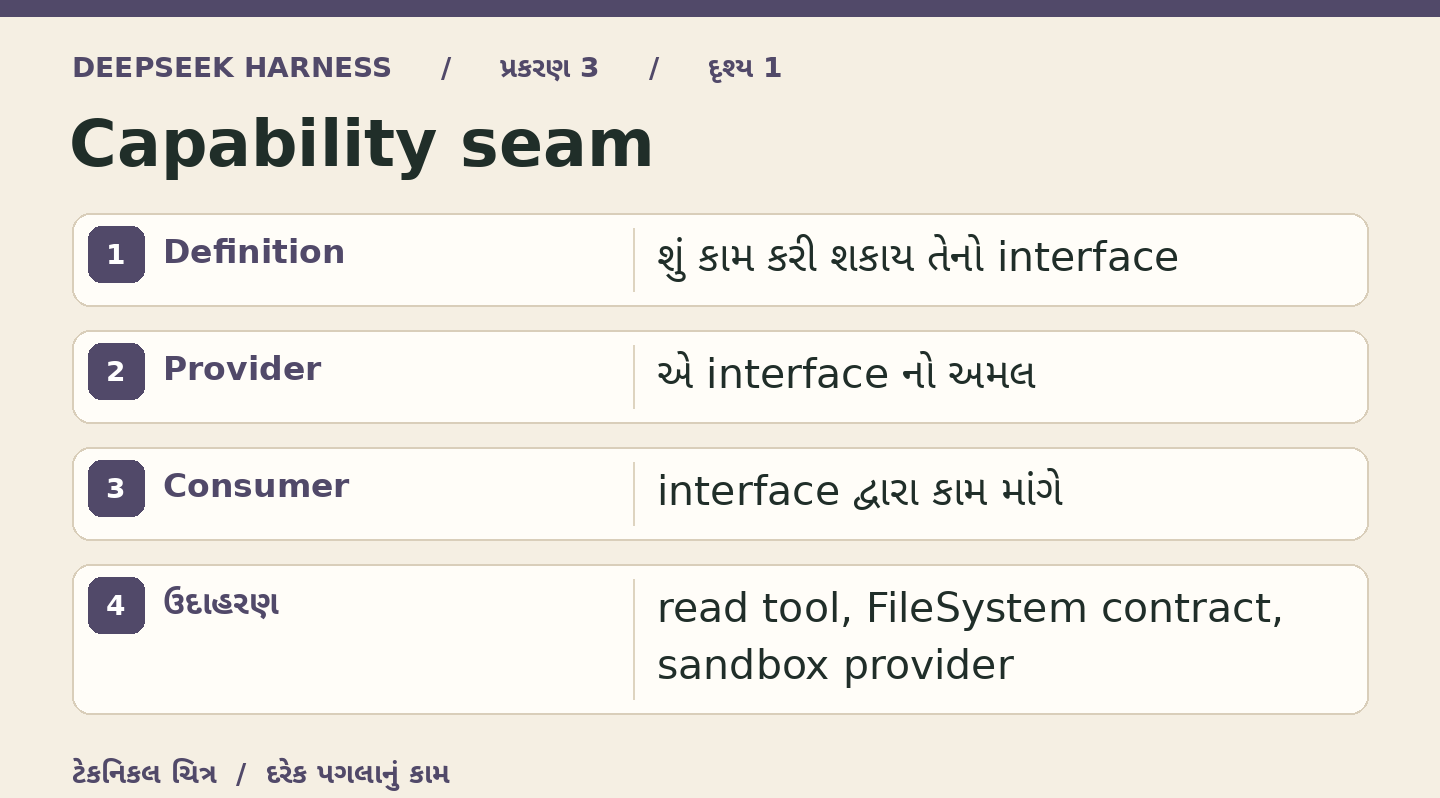 DEEPSEEK HARNESS / પ્રકરણ 3 / દૃશ્ય 1
Capability seam
1 Definition શું કામ કરી શકાય તેનો interface
2 Provider એ interface નો અમલ
3 Consumer interface દ્વારા કામ માંગે
4 ઉદાહરણ read tool, FileSystem contract,
sandbox provider
ટેકનિકલ ચિત્ર / દરેક પગલાનું કામ